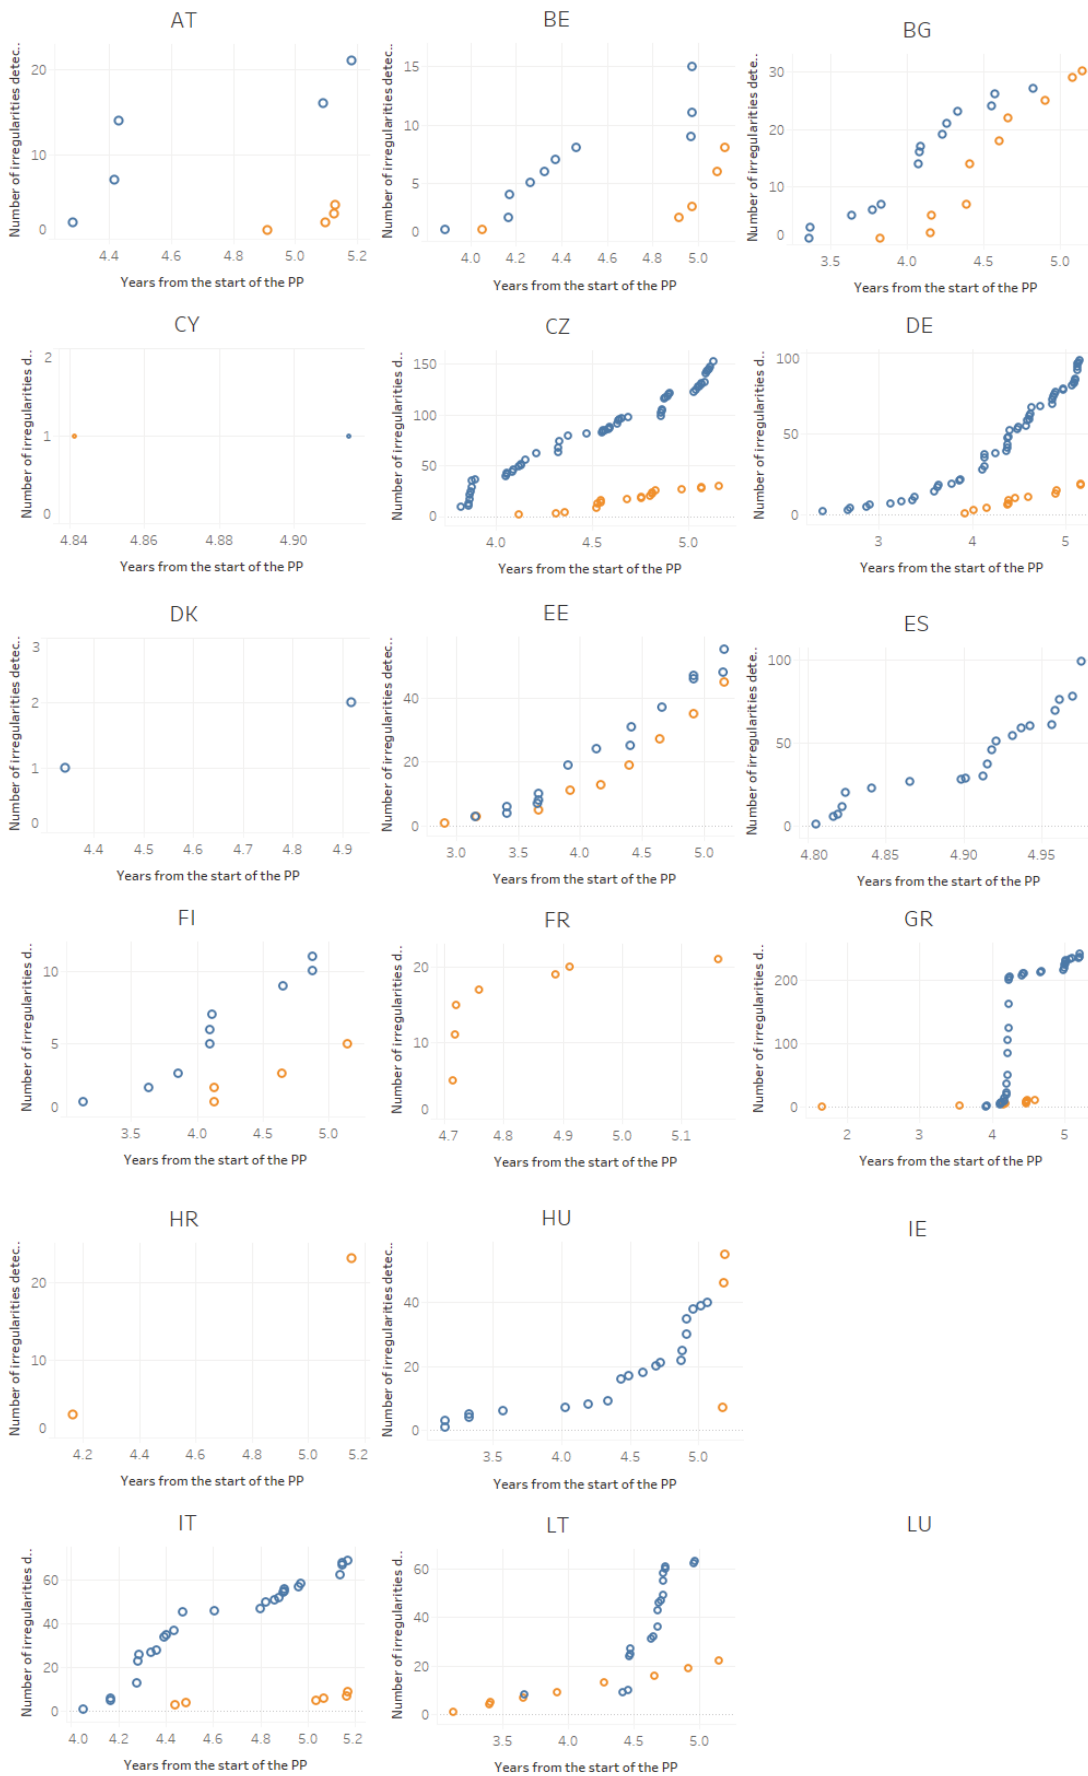 AT
Number of irregularities detec..
20
10
0
4.4 4.6 4.8 5.0 5.2
Years from the start of the PP
BE
Number of irregularities detec..
15
10
5
0
4.0 4.2 4.4 4.6 4.8 5.0
Years from the start of the PP
BG
Number of irregularities dete..
30
20
10
0
3.5 4.0 4.5 5.0
Years from the start of the PP
CY
Number of irregularities d..
2
1
0
4.84 4.86 4.88 4.90
Years from the start of the PP
CZ
Number of irregularities d..
150
100
50
0
4.0 4.5 5.0
Years from the start of the PP
DE
Number of irregularities d..
100
50
0
3 4 5
Years from the start of the PP
DK
Number of irregularities detec..
3
2
1
0
4.4 4.5 4.6 4.7 4.8 4.9
Years from the start of the PP
EE
Number of irregularities detec..
40
20
0
3.0 3.5 4.0 4.5 5.0
Years from the start of the PP
ES
Number of irregularities dete..
100
50
0
4.80 4.85 4.90 4.95
Years from the start of the PP
FI
Number of irregularities d..
10
5
0
3.5 4.0 4.5 5.0
Years from the start of the PP
FR
Number of irregularities d..
20
10
0
4.7 4.8 4.9 5.0 5.1
Years from the start of the PP
GR
Number of irregularities d..
200
100
0
2 3 4 5
Years from the start of the PP
HR
Number of irregularities detec..
20
10
0
4.2 4.4 4.6 4.8 5.0 5.2
Years from the start of the PP
HU
Number of irregularities detec..
40
20
0
3.5 4.0 4.5 5.0
Years from the start of the PP
IE
IT
Number of irregularities d..
60
40
20
0
4.0 4.2 4.4 4.6 4.8 5.0 5.2
Years from the start of the PP
LT
Number of irregularities d..
60
40
20
0
3.5 4.0 4.5 5.0
Years from the start of the PP
LU